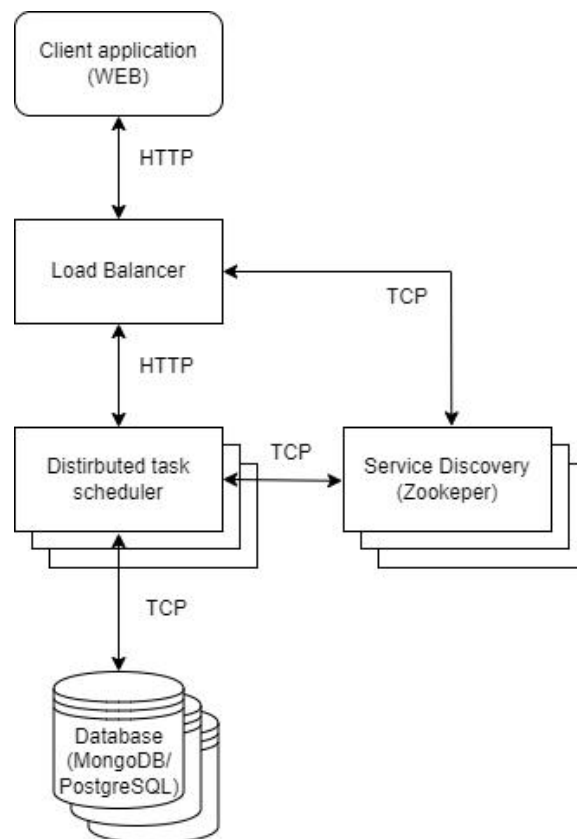 Client application
(WEB)
HTTP
Load Balancer
TCP
HTTP
Distirbuted task
scheduler
TCP
Service Discovery
(Zookeper)
TCP
Database
(MongoDB/
PostgreSQL)